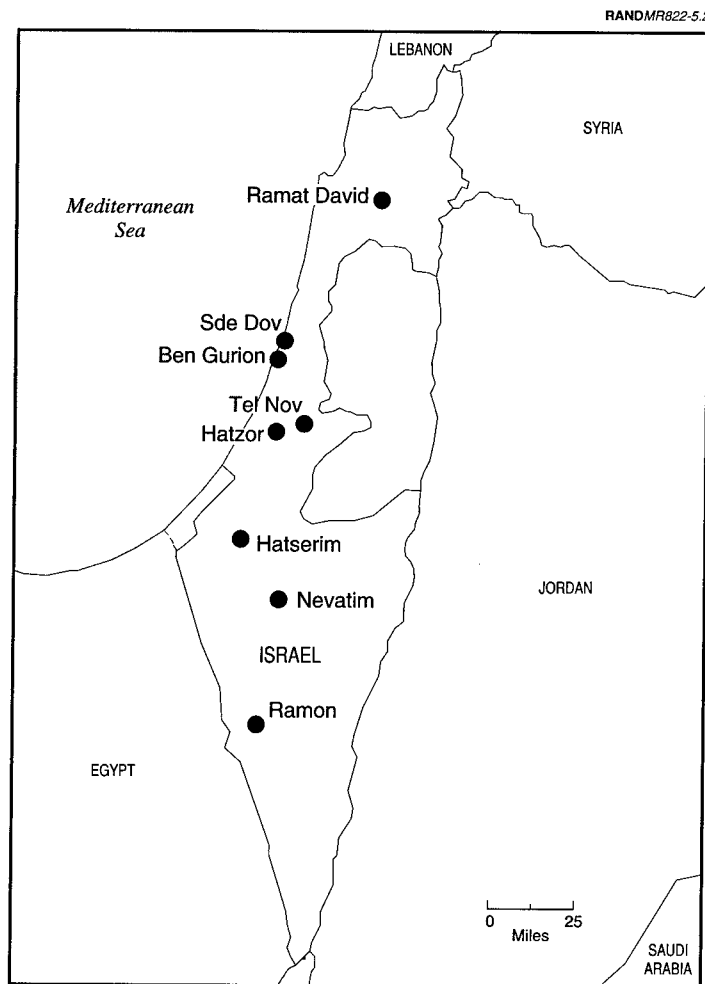 RANDMR822-5.2
LEBANON
SYRIA
Ramat David
Mediterranean
Sea
Sde Dov
Ben Gurion
Tel Nov
Hatzor
Hatserim
JORDAN
Nevatim
ISRAEL
Ramon
EGYPT
0 25
Miles
SAUDI
ARABIA